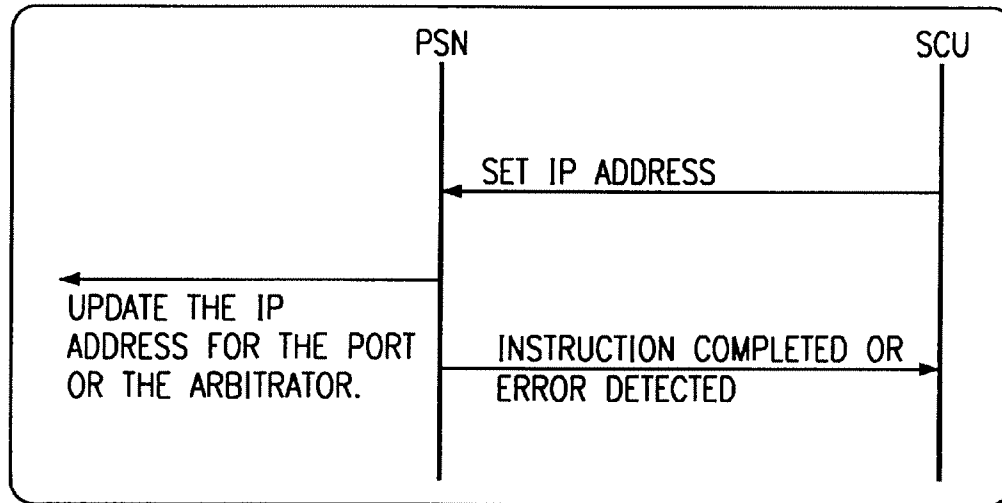 PSN
SCU
SET IP ADDRESS
UPDATE THE IP
ADDRESS FOR THE PORT
OR THE ARBITRATOR.
INSTRUCTION COMPLETED OR
ERROR DETECTED